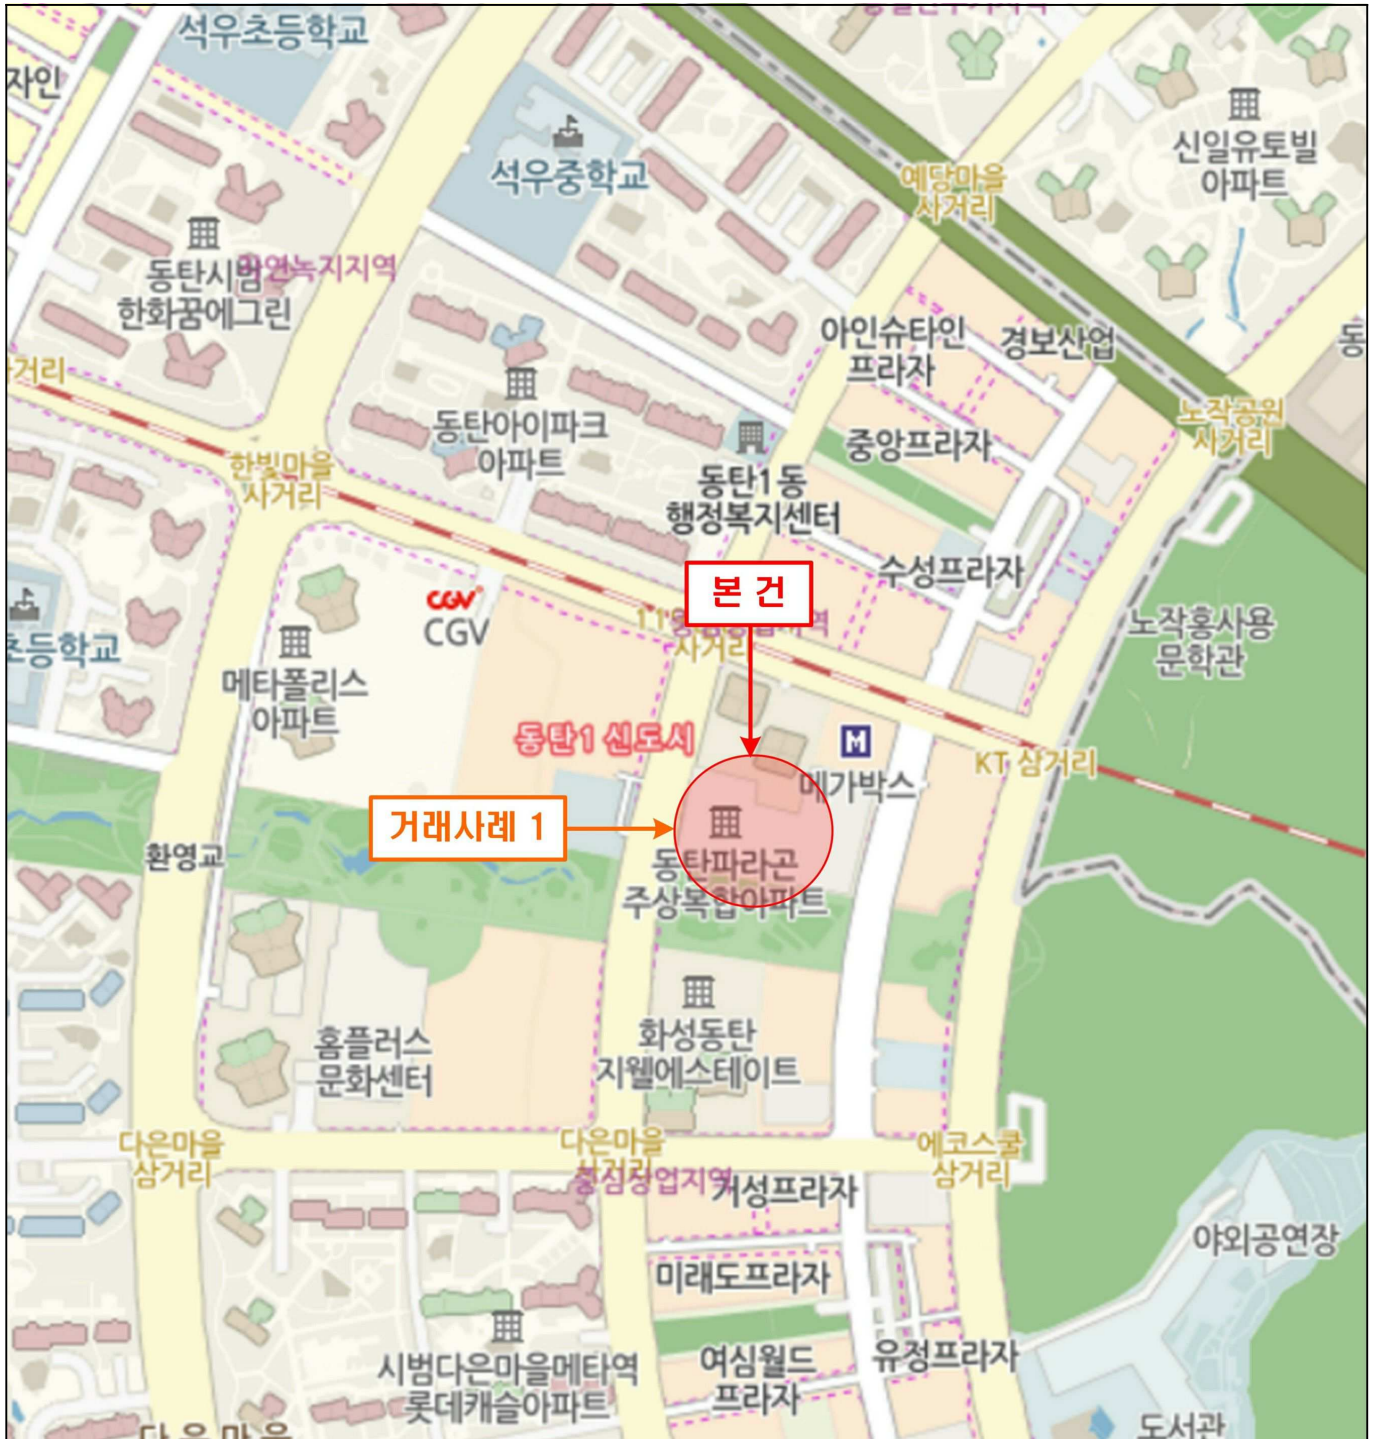 석우초등학교
자인
석우중학교
신일유토빌
아파트
예당마을
사거리
동탄시범
한화꿈에그린
자연녹지지역
아인슈타인
프라자
경보산업
동
거리
노작공원
사거리
동탄아이파크
아파트
중앙프라자
한빛마을
사거리
동탄1동
행정복지센터
수성프라자
본 건
CGV
CGV
사거리
노작홍사용
문학관
초등학교
메타폴리스
아파트
동탄1 신도시
M
메가박스
KT 삼거리
거래사례 1
환영교
동탄파라곤
주상복합아파트
화성동탄
지웰에스테이트
홈플러스
문화센터
다은마을
삼거리
다은마을
삼거리
에코스쿨
삼거리
중심상업지역
거성프라자
야외공연장
미래도프라자
시범다은마을메타역
롯데캐슬아파트
여심월드
프라자
유정프라자
다은마을
도서관